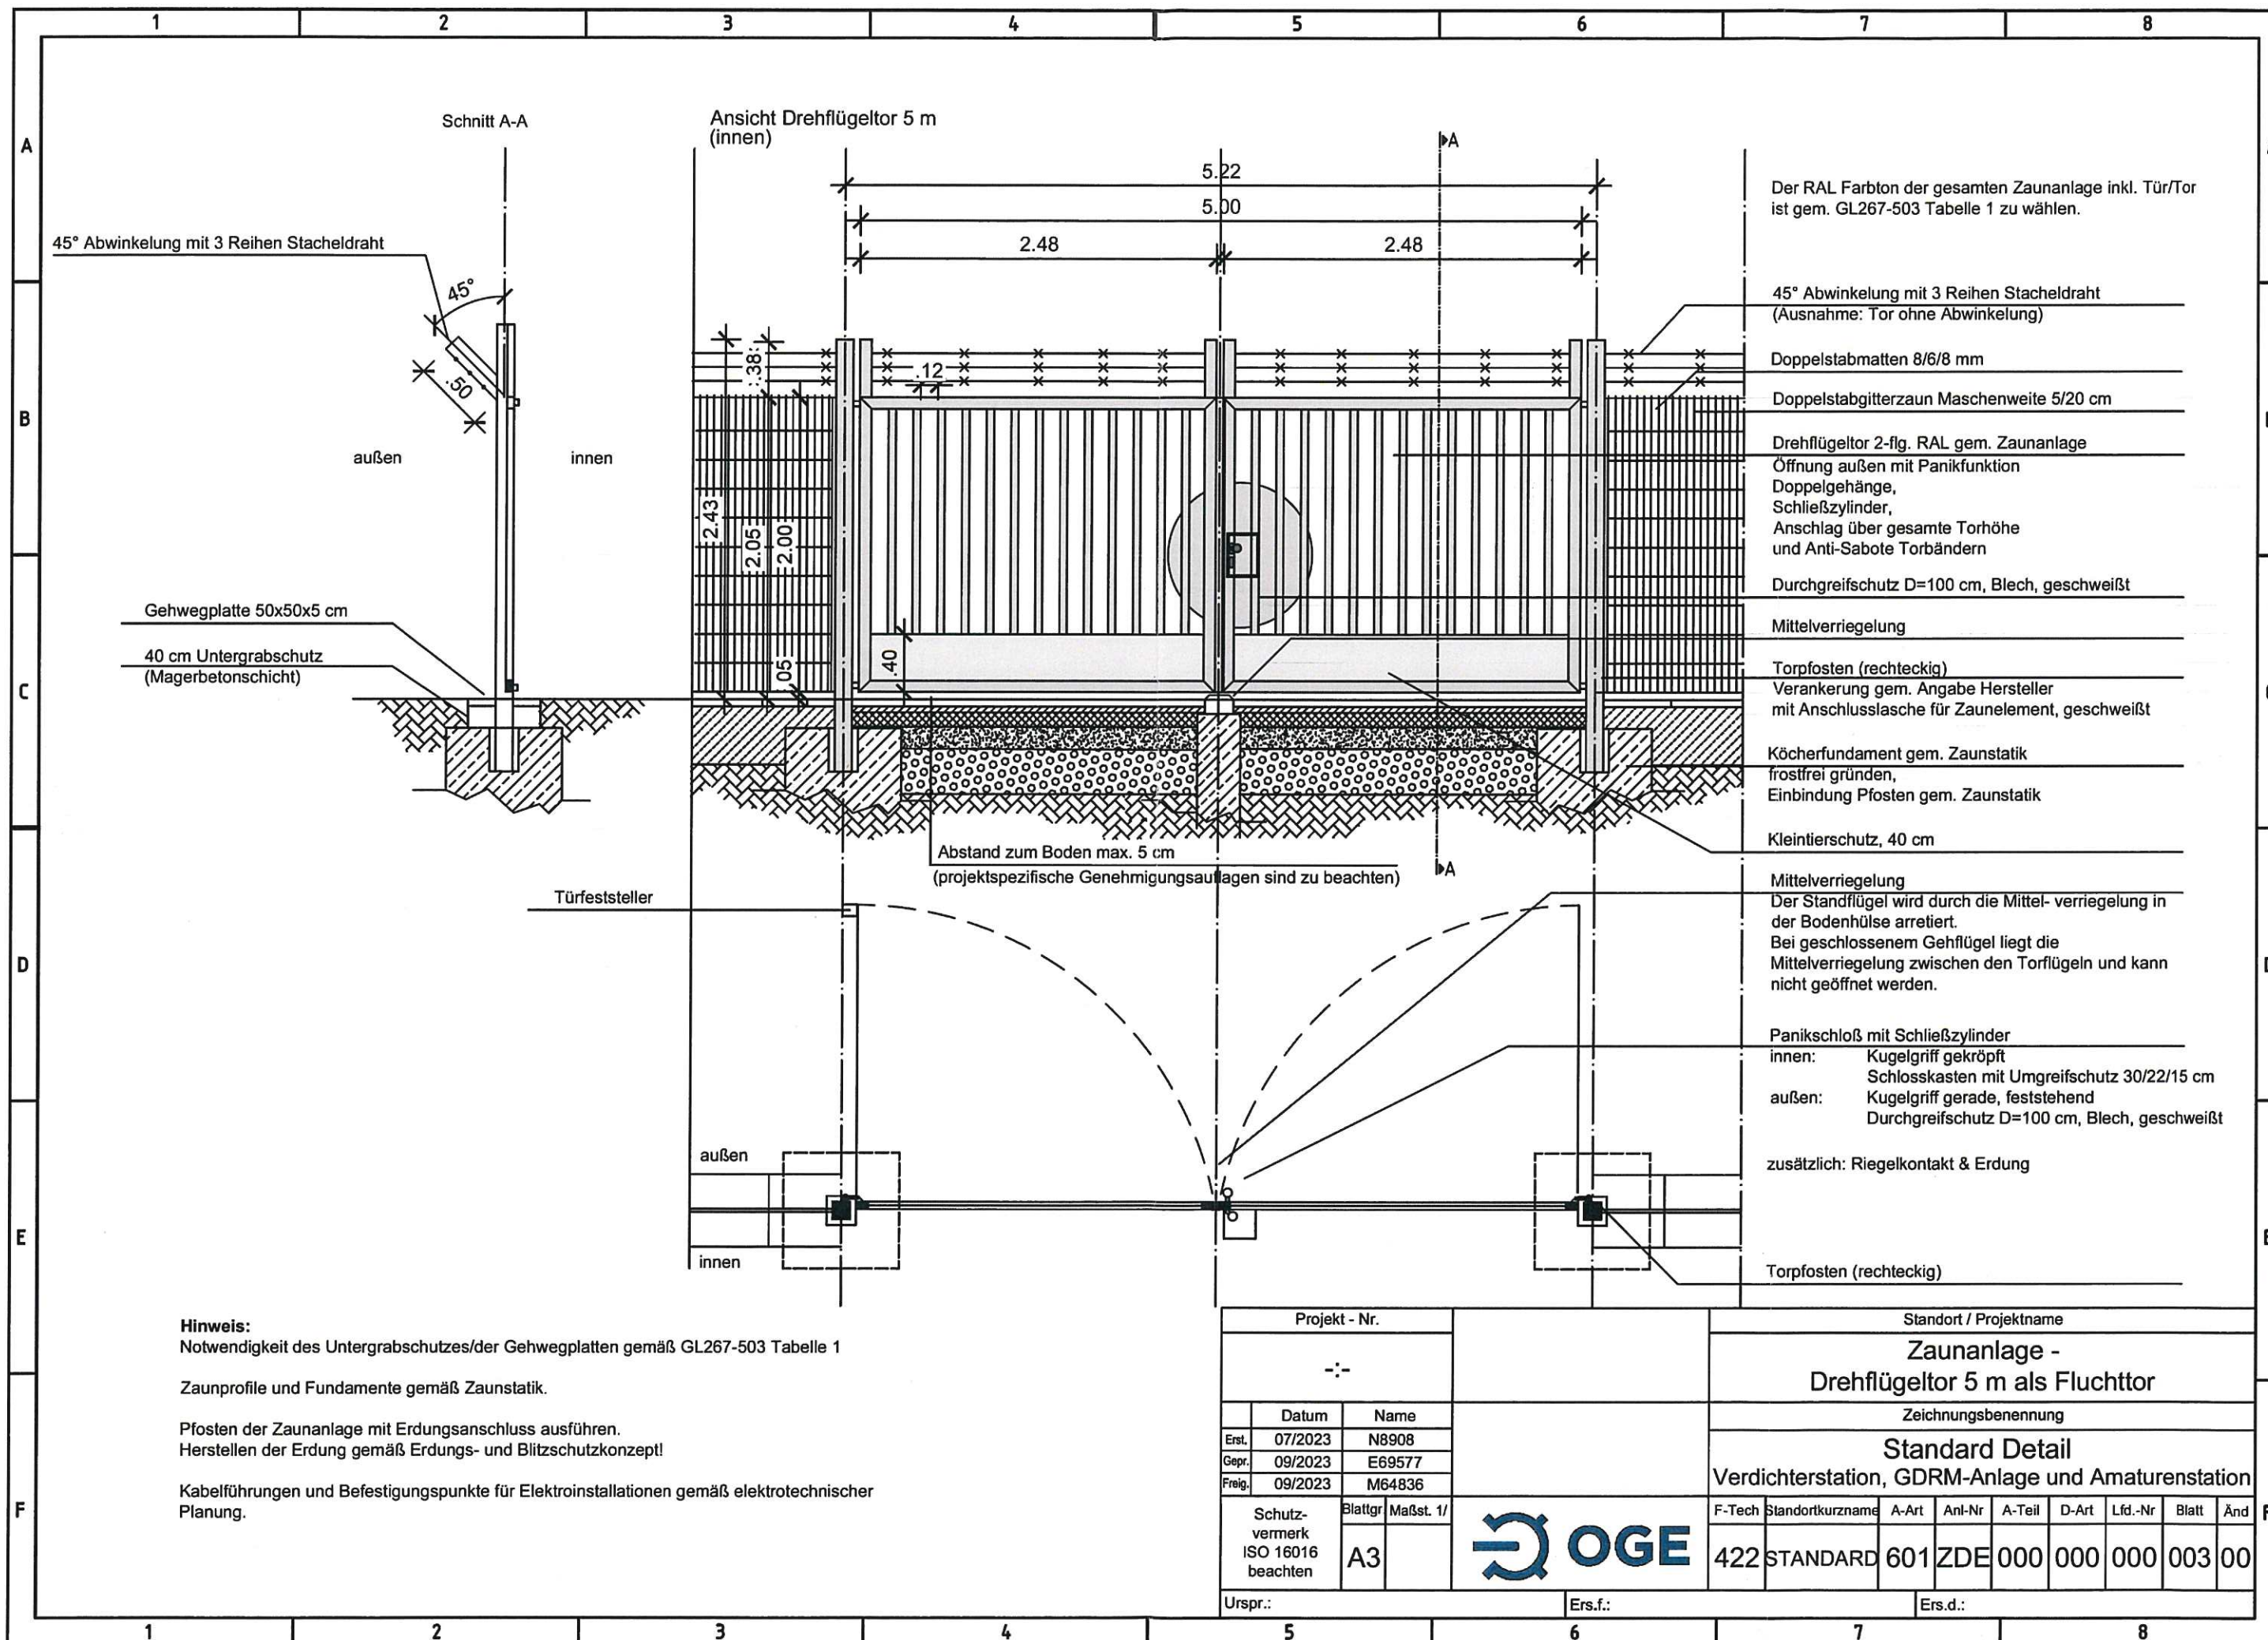 1 2 3 4 5 6 7 8
A
B
C
D
E
F
Schnitt A-A
Ansicht Drehflügeltor 5 m
(innen)
A
5.22
5.00
2.48
2.48
45° Abwinkelung mit 3 Reihen Stacheldraht
45°
.50
außen
innen
Gehwegplatte 50x50x5 cm
40 cm Untergrabschutz
(Magerbetonschicht)
.38
.12
2.43
2.05
2.00
.05
.40
Abstand zum Boden max. 5 cm
(projektspezifische Genehmigungsauflagen sind zu beachten)
A
Türfeststeller
außen
innen
Der RAL Farbton der gesamten Zaunanlage inkl. Tür/Tor
ist gem. GL267-503 Tabelle 1 zu wählen.
45° Abwinkelung mit 3 Reihen Stacheldraht
(Ausnahme: Tor ohne Abwinkelung)
Doppelstabmatten 8/6/8 mm
Doppelstabgitterzaun Maschenweite 5/20 cm
Drehflügeltor 2-flg. RAL gem. Zaunanlage
Öffnung außen mit Panikfunktion
Doppelgehänge,
Schließzylinder,
Anschlag über gesamte Torhöhe
und Anti-Sabote Torbändern
Durchgreifschutz D=100 cm, Blech, geschweißt
Mittelverriegelung
Torpfosten (rechteckig)
Verankerung gem. Angabe Hersteller
mit Anschlusslasche für Zaunelement, geschweißt
Köcherfundament gem. Zaunstatik
frostfrei gründen,
Einbindung Pfosten gem. Zaunstatik
Kleintierschutz, 40 cm
Mittelverriegelung
Der Standflügel wird durch die Mittel- verriegelung in
der Bodenhülse arretiert.
Bei geschlossenem Gehflügel liegt die
Mittelverriegelung zwischen den Torflügeln und kann
nicht geöffnet werden.
Panikschloß mit Schließzylinder
innen: Kugelgriff gekröpft
Schlosskasten mit Umgreifschutz 30/22/15 cm
außen: Kugelgriff gerade, feststehend
Durchgreifschutz D=100 cm, Blech, geschweißt
zusätzlich: Riegelkontakt & Erdung
Torpfosten (rechteckig)
Hinweis:
Notwendigkeit des Untergrabschutzes/der Gehwegplatten gemäß GL267-503 Tabelle 1
Zaunprofile und Fundamente gemäß Zaunstatik.
Pfosten der Zaunanlage mit Erdungsanschluss ausführen.
Herstellen der Erdung gemäß Erdungs- und Blitzschutzkonzept!
Kabelführungen und Befestigungspunkte für Elektroinstallationen gemäß elektrotechnischer
Planung.
Projekt - Nr.
-:-
Datum Name
Erst. 07/2023 N8908
Gepr. 09/2023 E69577
Freig. 09/2023 M64836
Schutz-
vermerk
ISO 16016
beachten
Blattgr. Maßst. 1/
A3
OGE
Standort / Projektname
Zaunanlage -
Drehflügeltor 5 m als Fluchttor
Zeichnungsbenennung
Standard Detail
Verdichterstation, GDRM-Anlage und Amaturenstation
F-Tech Standortkurzname A-Art Anl-Nr A-Teil D-Art Lfd.-Nr Blatt Änd
422 STANDARD 601 ZDE 000 000 000 003 00
Urspr.: Ers.f.: Ers.d.:
1 2 3 4 5 6 7 8